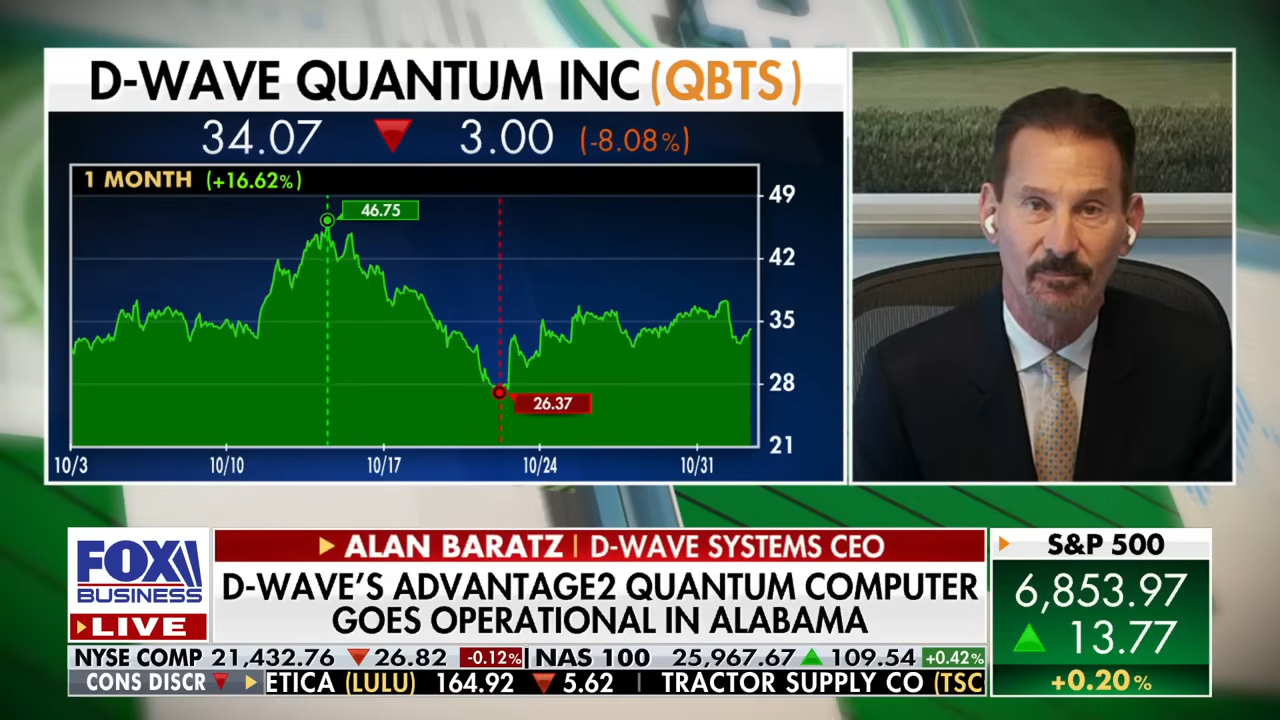 D-WAVE QUANTUM INC (QBTS)
34.07 ▼ 3.00 (-8.08%)
1 MONTH (+16.62%)
49
46.75
42
35
28
26.37
21
10/3 10/10 10/17 10/24 10/31
FOX BUSINESS
LIVE
ALAN BARATZ | D-WAVE SYSTEMS CEO
D-WAVE'S ADVANTAGE2 QUANTUM COMPUTER
GOES OPERATIONAL IN ALABAMA
S&P 500
6,853.97
▲ 13.77
+0.20%
NYSE COMP 21,432.76 ▼ 26.82 -0.12% NAS 100 25,967.67 ▲ 109.54 +0.42%
CONS DISCR ▼ ETICA (LULU) 164.92 ▼ 5.62 | TRACTOR SUPPLY CO (TSC